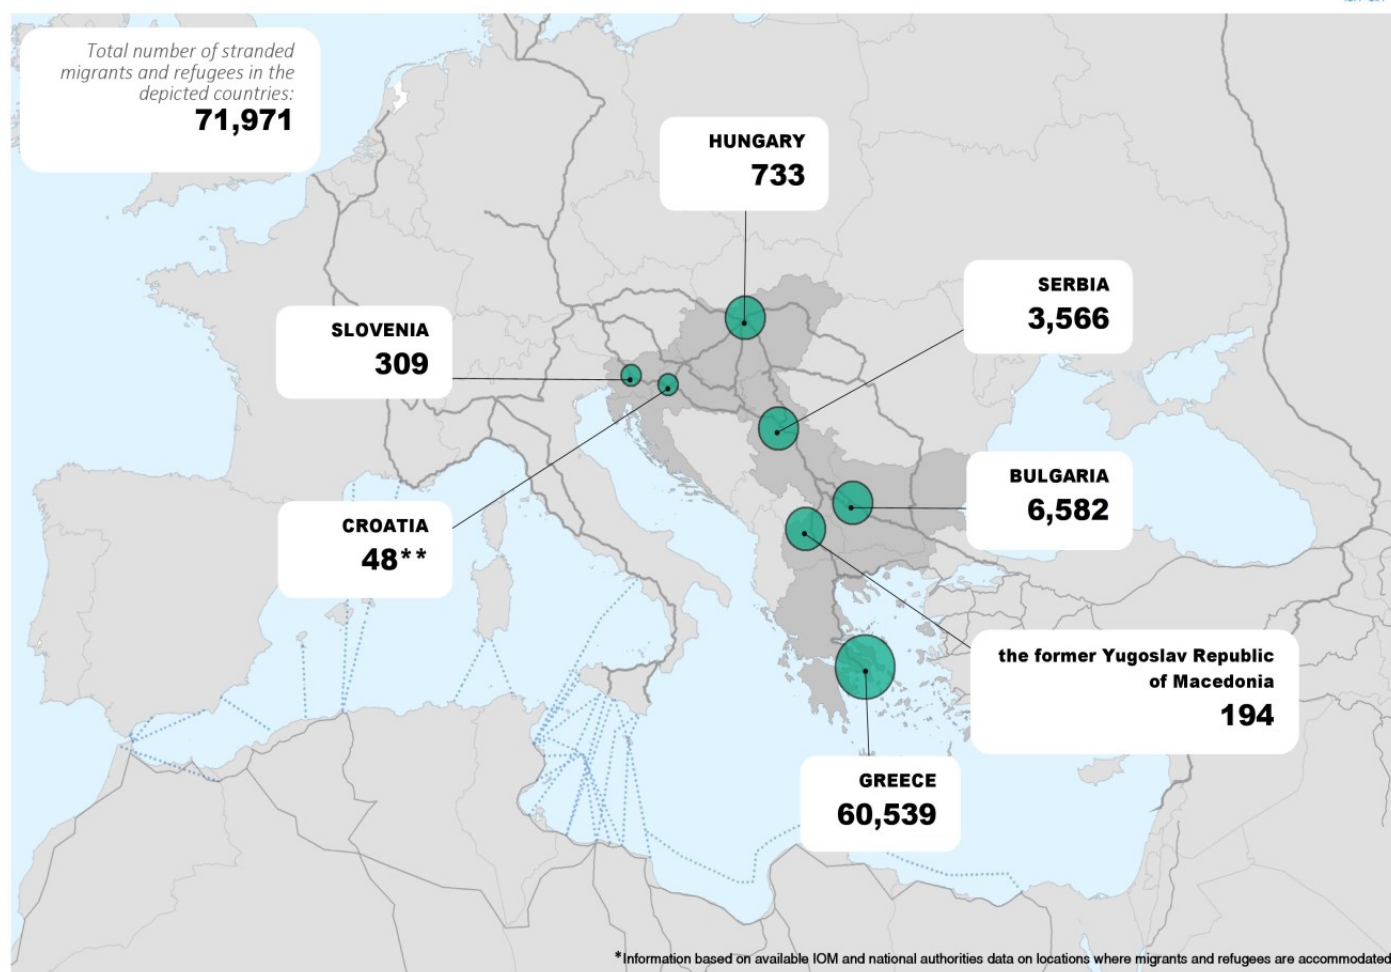 Total number of stranded
migrants and refugees in the
depicted countries:
71,971
HUNGARY
733
SERBIA
3,566
SLOVENIA
309
BULGARIA
6,582
CROATIA
48**
the former Yugoslav Republic
of Macedonia
194
GREECE
60,539
*Information based on available IOM and national authorities data on locations where migrants and refugees are accommodated